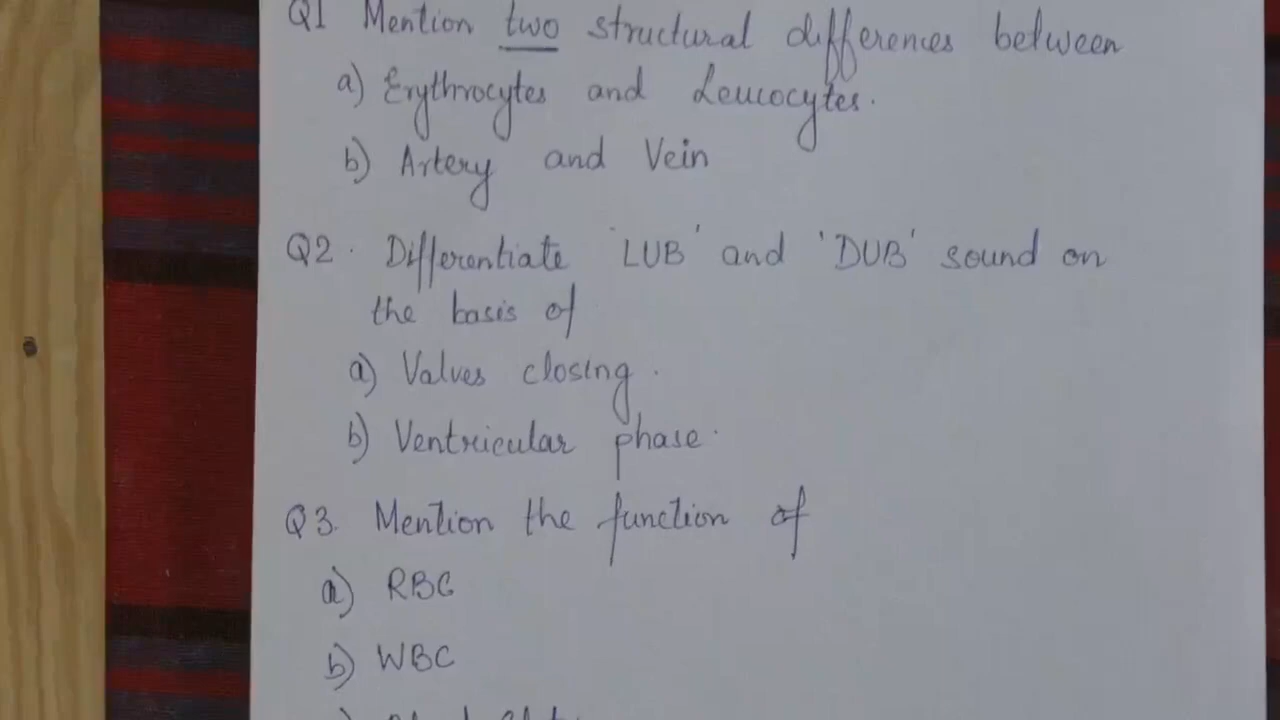 Q1 Mention two structural differences between
a) Erythrocytes and Leucocytes.
b) Artery and Vein
Q2. Differentiate 'LUB' and 'DUB' sound on
the basis of
a) Valves closing.
b) Ventricular phase.
Q3. Mention the function of
a) RBC
b) WBC